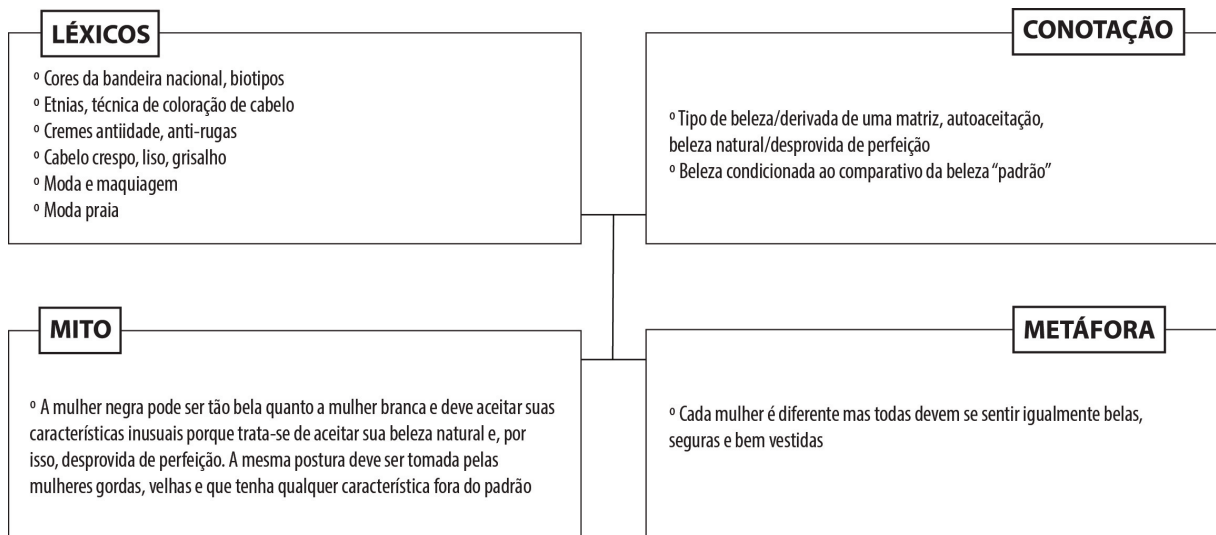 LÉXICOS
º Cores da bandeira nacional, biotipos
º Etnias, técnica de coloração de cabelo
º Cremes antiidade, anti-rugas
º Cabelo crespo, liso, grisalho
º Moda e maquiagem
º Moda praia
CONOTAÇÃO
º Tipo de beleza/derivada de uma matriz, autoaceitação,
beleza natural/desprovida de perfeição
º Beleza condicionada ao comparativo da beleza “padrão”
MITO
º A mulher negra pode ser tão bela quanto a mulher branca e deve aceitar suas
características inusuais porque trata-se de aceitar sua beleza natural e, por
isso, desprovida de perfeição. A mesma postura deve ser tomada pelas
mulheres gordas, velhas e que tenha qualquer característica fora do padrão
METÁFORA
º Cada mulher é diferente mas todas devem se sentir igualmente belas,
seguras e bem vestidas